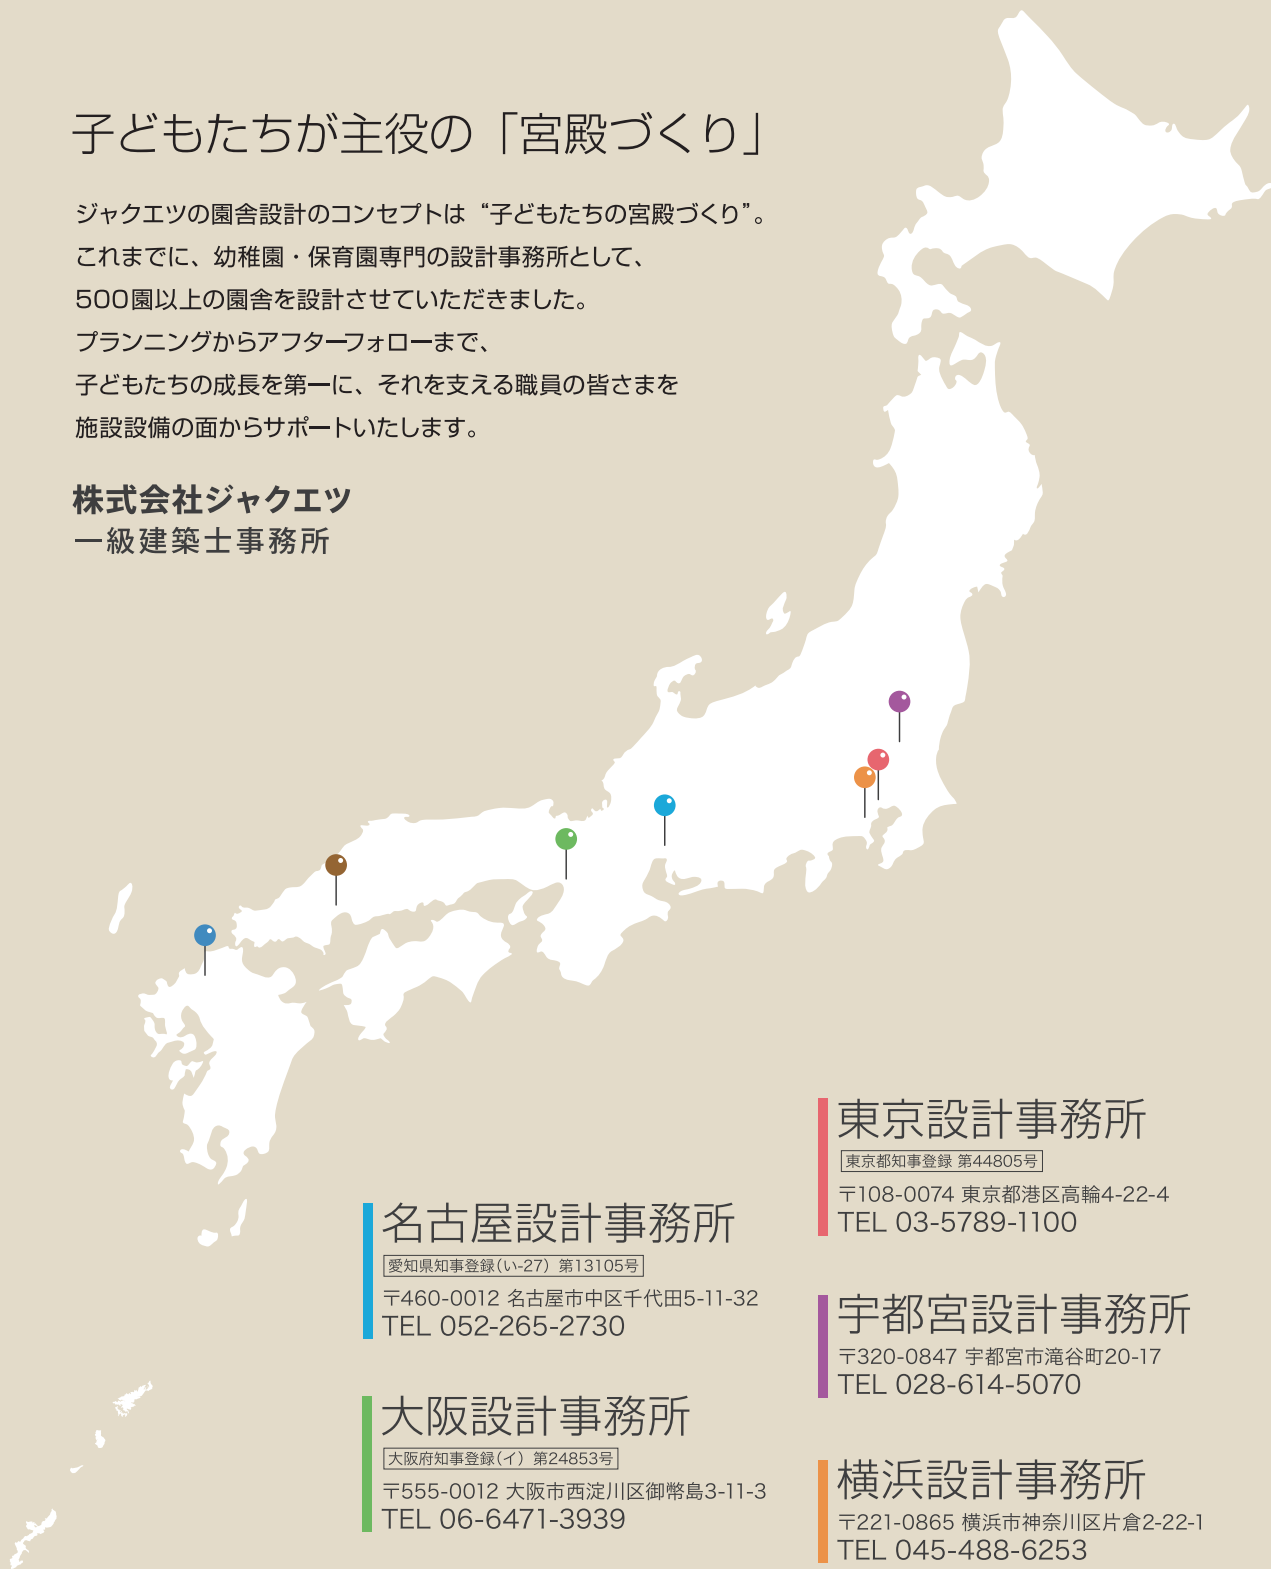 子どもたちが主役の「宮殿づくり」
ジャクエツの園舎設計のコンセプトは“子どもたちの宮殿づくり”。
これまでに、幼稚園・保育園専門の設計事務所として、
500園以上の園舎を設計させていただきました。
プランニングからアフターフォローまで、
子どもたちの成長を第一に、それを支える職員の皆さまを
施設設備の面からサポートいたします。
株式会社ジャクエツ
一級建築士事務所
東京設計事務所
東京都知事登録 第44805号
〒108-0074 東京都港区高輪4-22-4
TEL 03-5789-1100
名古屋設計事務所
愛知県知事登録(い-27) 第13105号
〒460-0012 名古屋市中区千代田5-11-32
TEL 052-265-2730
宇都宮設計事務所
〒320-0847 宇都宮市滝谷町20-17
TEL 028-614-5070
大阪設計事務所
大阪府知事登録(イ) 第24853号
〒555-0012 大阪市西淀川区御幣島3-11-3
TEL 06-6471-3939
横浜設計事務所
〒221-0865 横浜市神奈川区片倉2-22-1
TEL 045-488-6253